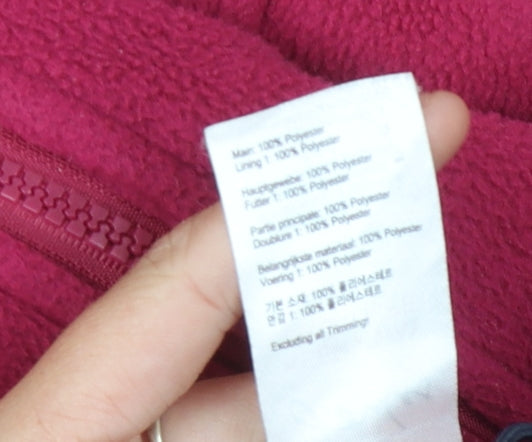 Main: 100% Polyester
Lining 1: 100% Polyester
Hauptgewebe: 100% Polyester
Futter 1: 100% Polyester
Partie principale: 100% Polyester
Doublure 1: 100% Polyester
Belangrijkste materiaal: 100% Polyester
Voering 1: 100% Polyester
기본 소재: 100% 폴리에스테르
안감 1: 100% 폴리에스테르
Excluding all Trimmings